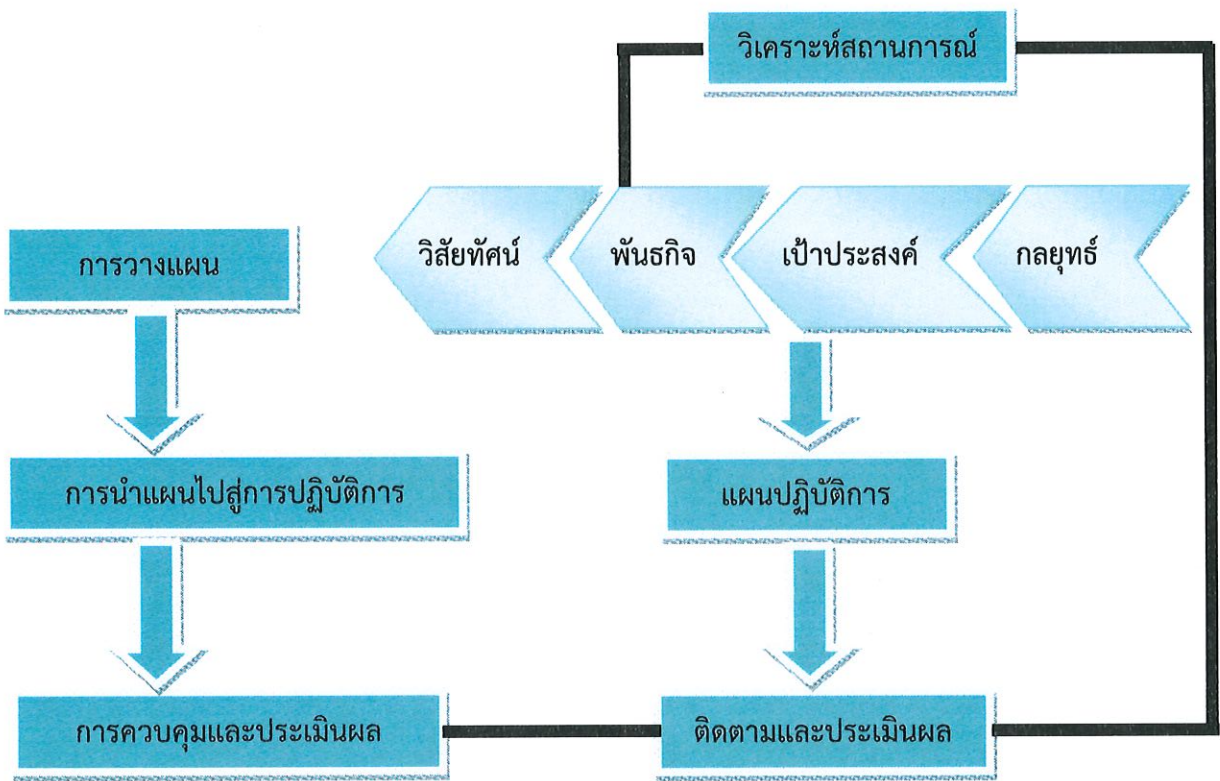 วิเคราะห์สถานการณ์
วิสัยทัศน์
พันธกิจ
เป้าประสงค์
กลยุทธ์
การวางแผน
การนำแผนไปสู่การปฏิบัติการ
แผนปฏิบัติการ
การควบคุมและประเมินผล
ติดตามและประเมินผล